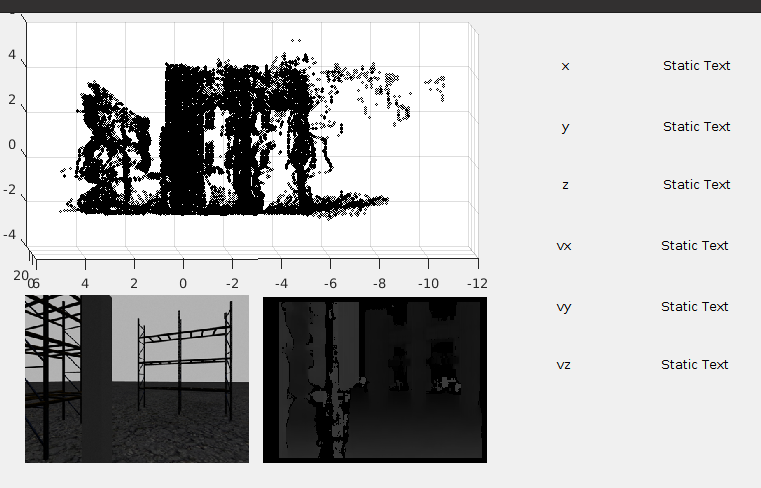 4
2
0
-2
-4
20
6 4 2 0 -2 -4 -6 -8 -10 -12
x Static Text
y Static Text
z Static Text
vx Static Text
vy Static Text
vz Static Text